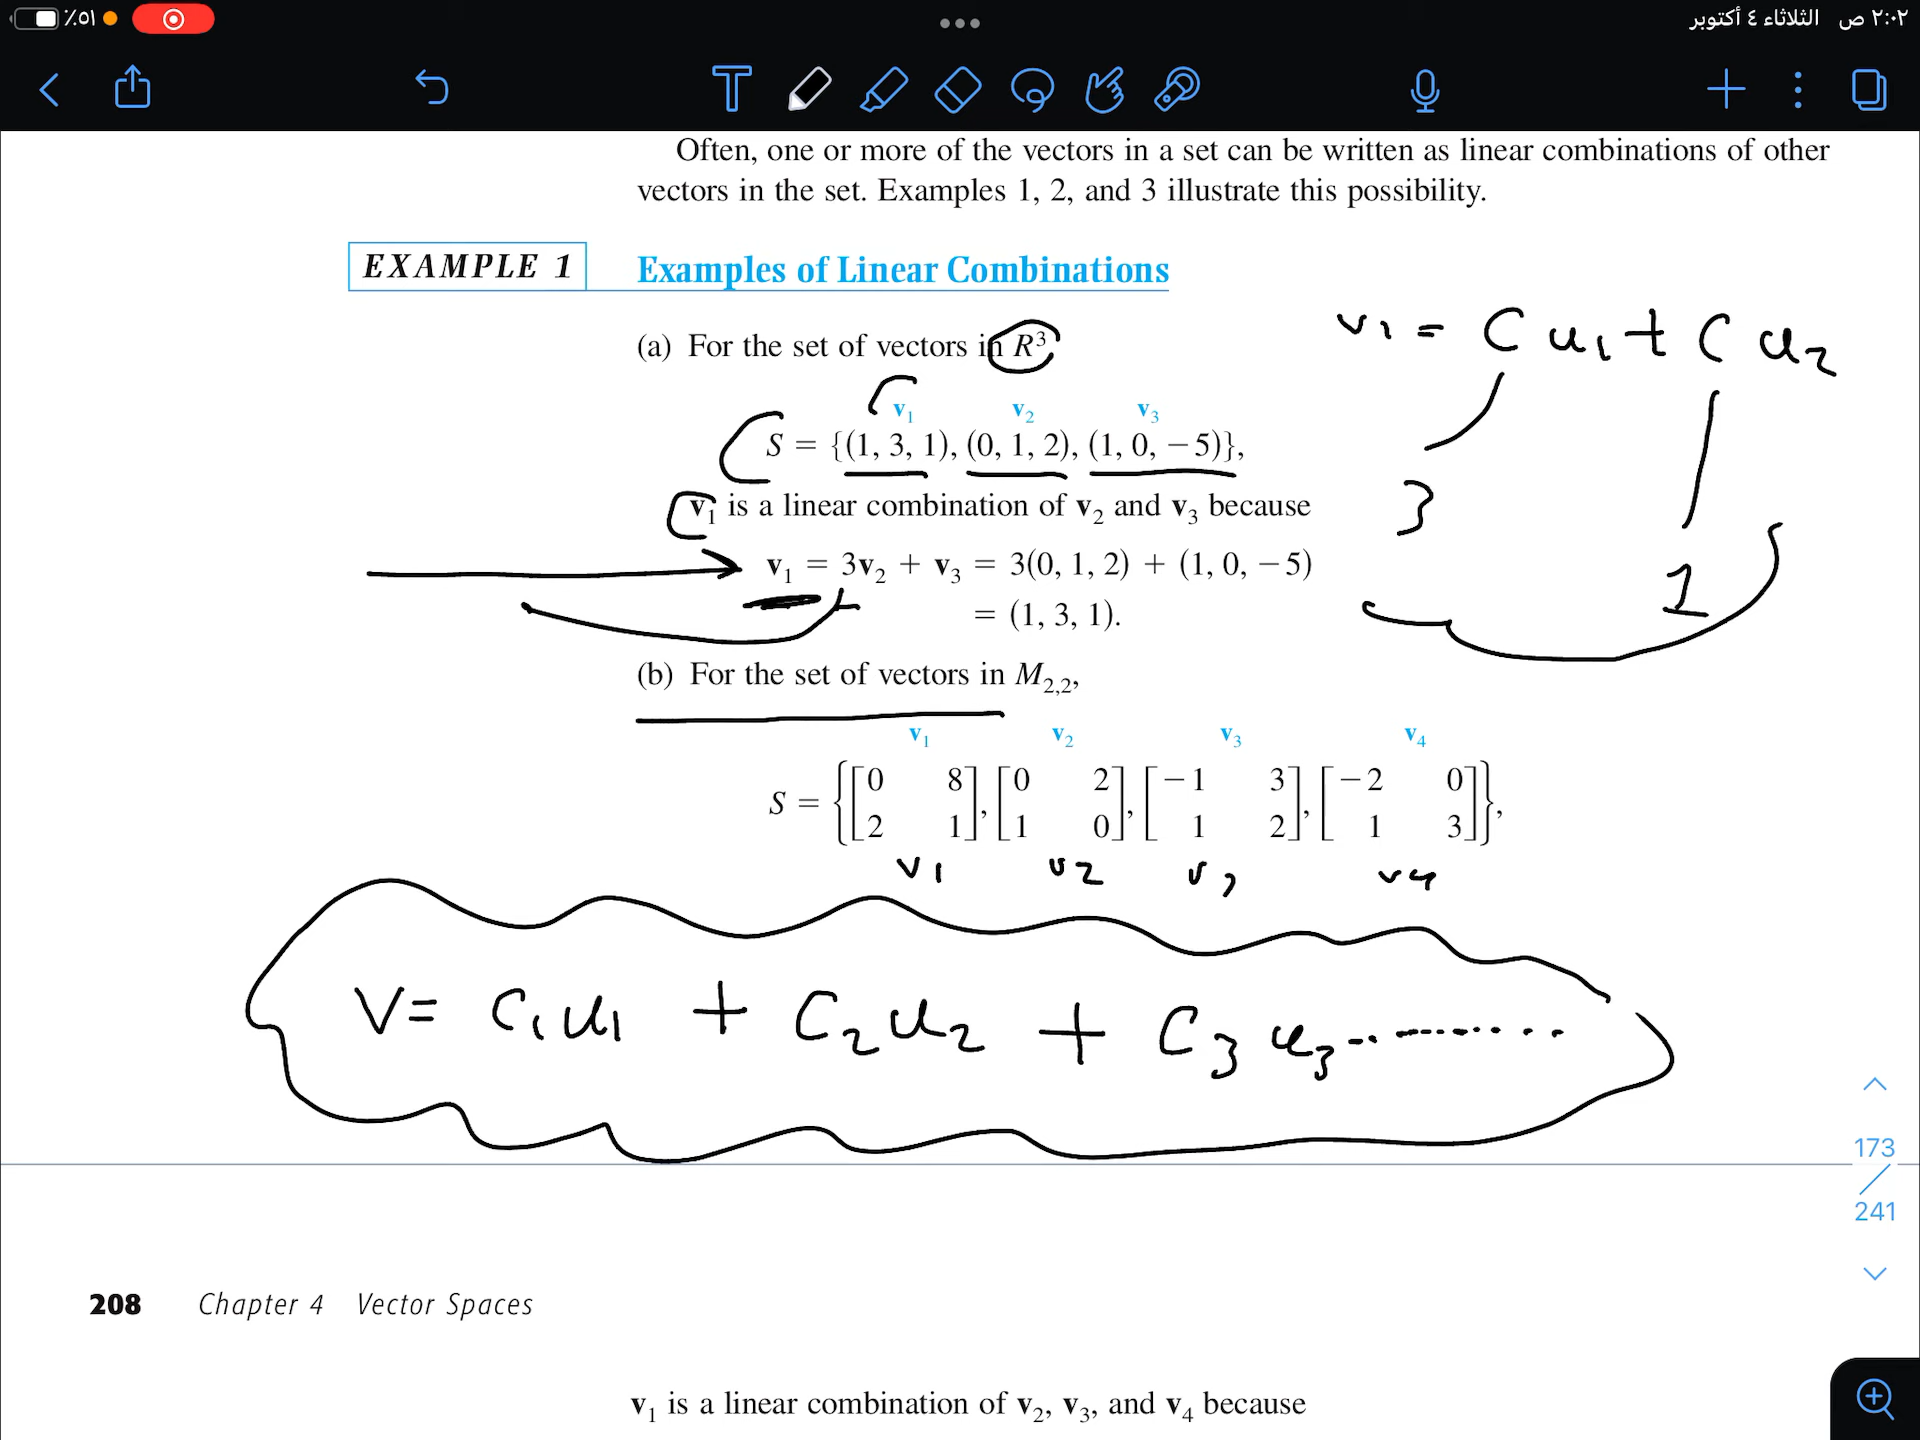 ٪٥١ ٢:٠٢ ص الثلاثاء ٤ أكتوبر
Often, one or more of the vectors in a set can be written as linear combinations of other
vectors in the set. Examples 1, 2, and 3 illustrate this possibility.
EXAMPLE 1 Examples of Linear Combinations
(a) For the set of vectors in R³
v1 = C u1 + C u2
v₁ v₂ v₃
S = {(1, 3, 1), (0, 1, 2), (1, 0, −5)},
v₁ is a linear combination of v₂ and v₃ because
3
v₁ = 3v₂ + v₃ = 3(0, 1, 2) + (1, 0, −5)
1
= (1, 3, 1).
(b) For the set of vectors in M₂,₂,
v₁ v₂ v₃ v₄
S = {[0 8], [0 2], [−1 3], [−2 0]},
[2 1] [1 0] [1 2] [1 3]
v1 v2 v3 v4
V= C1u1 + C2u2 + C3u3..........
173
241
208 Chapter 4 Vector Spaces
v₁ is a linear combination of v₂, v₃, and v₄ because